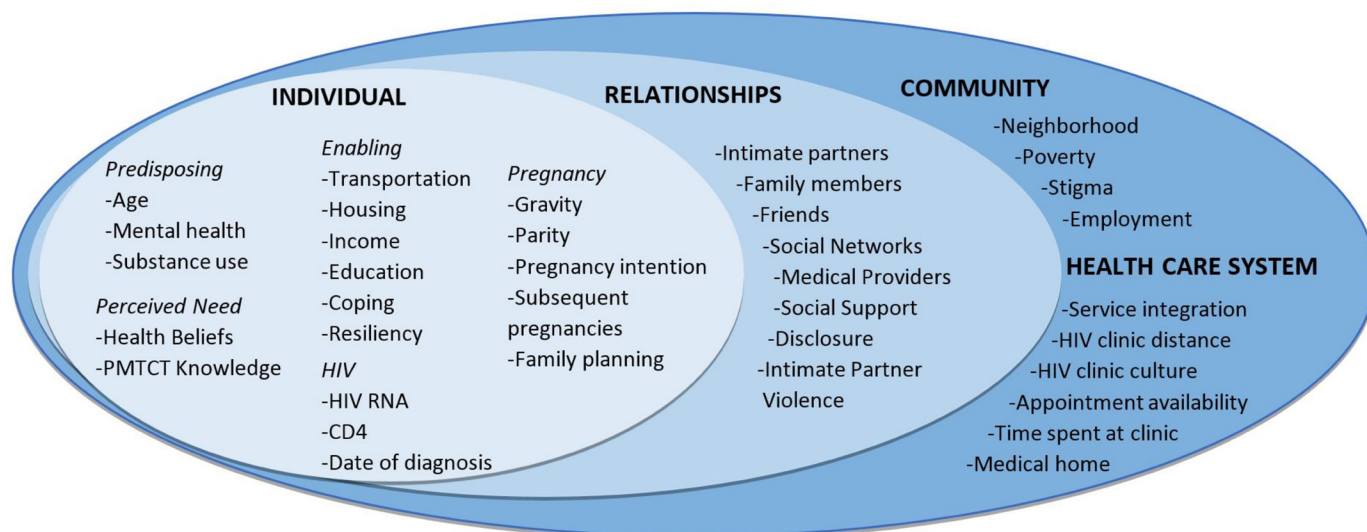 INDIVIDUAL
Predisposing
-Age
-Mental health
-Substance use
Perceived Need
-Health Beliefs
-PMTCT Knowledge
Enabling
-Transportation
-Housing
-Income
-Education
-Coping
-Resiliency
HIV
-HIV RNA
-CD4
-Date of diagnosis
Pregnancy
-Gravity
-Parity
-Pregnancy intention
-Subsequent
pregnancies
-Family planning
RELATIONSHIPS
-Intimate partners
-Family members
-Friends
-Social Networks
-Medical Providers
-Social Support
-Disclosure
-Intimate Partner
Violence
COMMUNITY
-Neighborhood
-Poverty
-Stigma
-Employment
HEALTH CARE SYSTEM
-Service integration
-HIV clinic distance
-HIV clinic culture
-Appointment availability
-Time spent at clinic
-Medical home